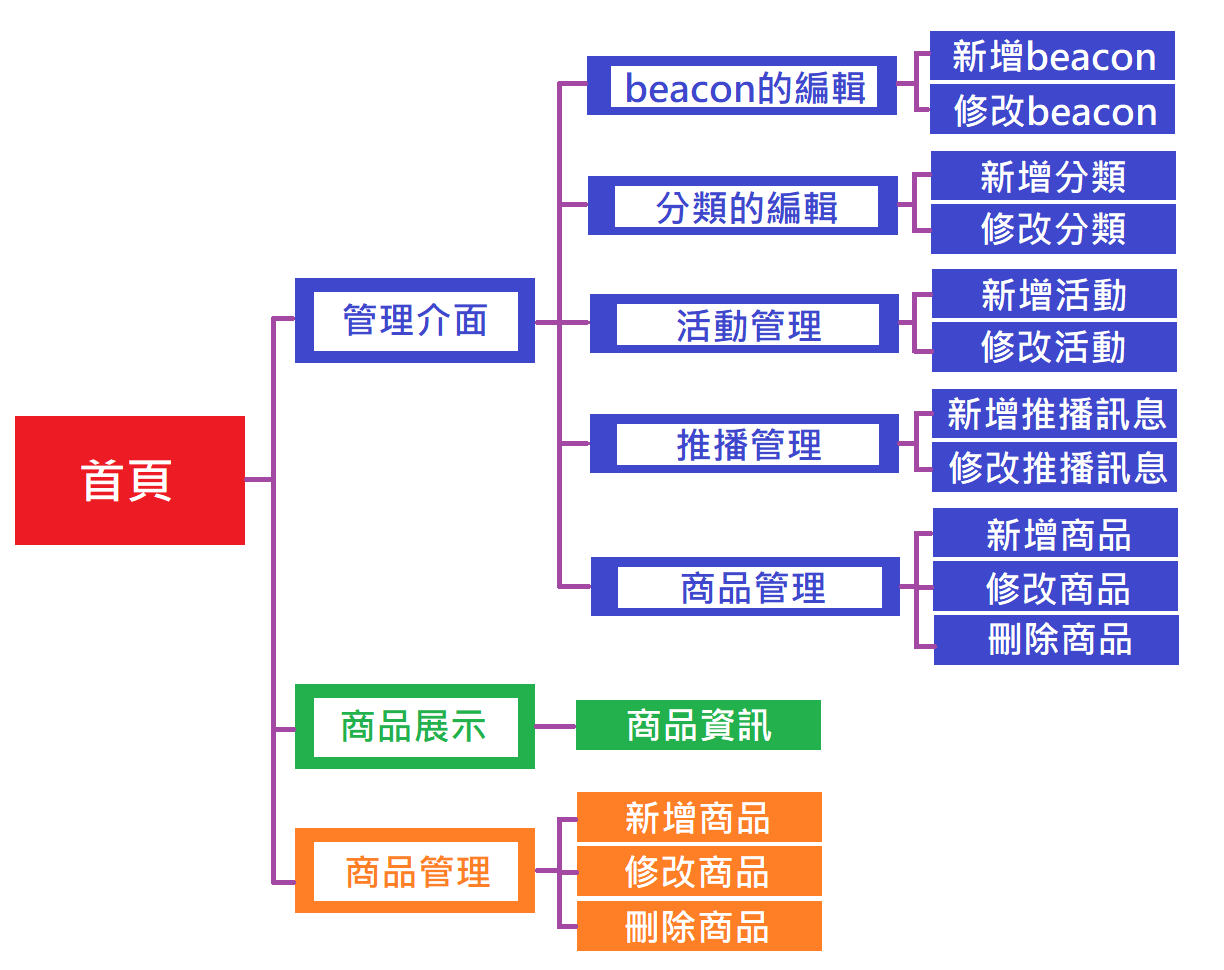 首頁
管理介面
beacon的編輯
新增beacon
修改beacon
分類的編輯
新增分類
修改分類
活動管理
新增活動
修改活動
推播管理
新增推播訊息
修改推播訊息
商品管理
新增商品
修改商品
刪除商品
商品展示
商品資訊
商品管理
新增商品
修改商品
刪除商品